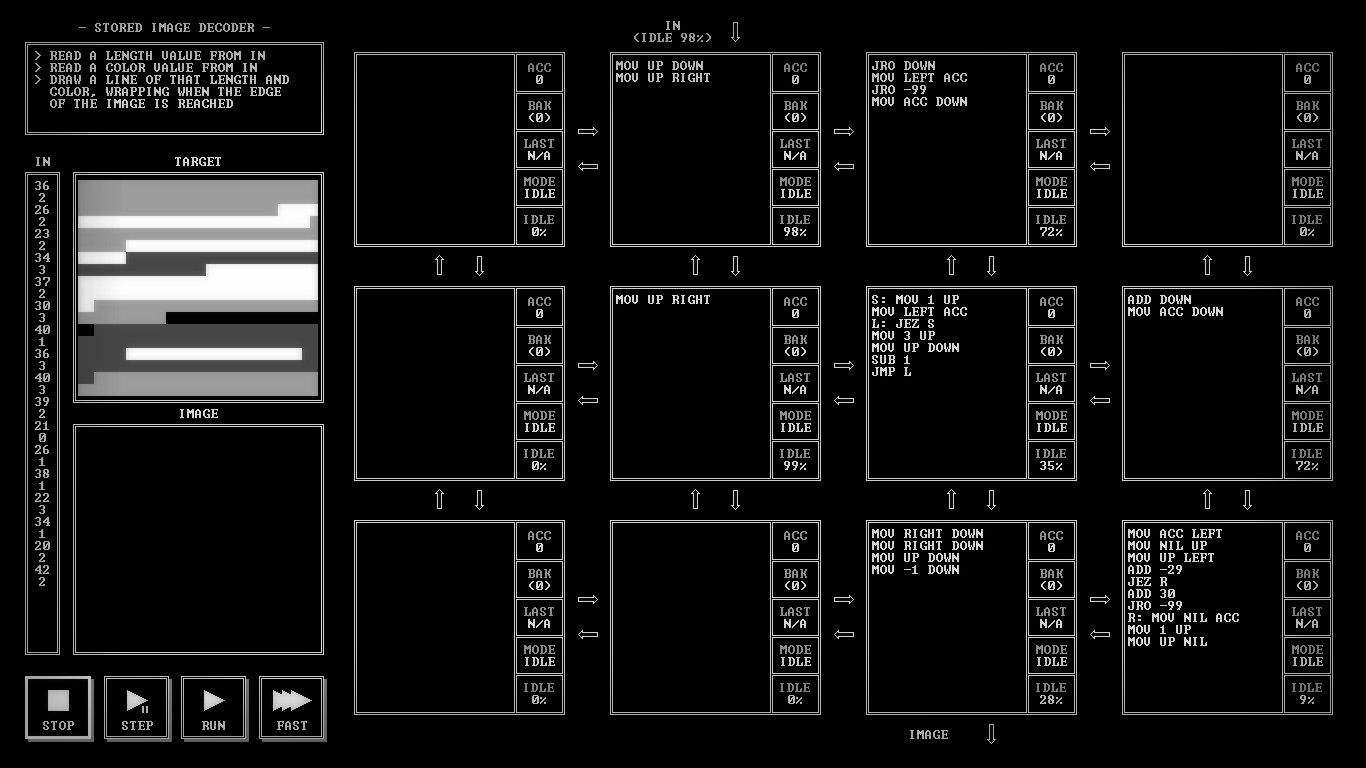 - STORED IMAGE DECODER -
> READ A LENGTH VALUE FROM IN
> READ A COLOR VALUE FROM IN
> DRAW A LINE OF THAT LENGTH AND
COLOR, WRAPPING WHEN THE EDGE
OF THE IMAGE IS REACHED
IN
TARGET
36
2
26
2
23
2
34
3
37
2
30
3
40
1
36
3
40
3
39
2
21
0
26
1
38
1
22
3
34
1
20
2
42
2
IMAGE
STOP
STEP
RUN
FAST
IN
(IDLE 98%)
ACC
0
BAK
(0)
LAST
N/A
MODE
IDLE
IDLE
0%
MOV UP DOWN
MOV UP RIGHT
ACC
0
BAK
(0)
LAST
N/A
MODE
IDLE
IDLE
98%
JRO DOWN
MOV LEFT ACC
JRO -99
MOV ACC DOWN
ACC
0
BAK
(0)
LAST
N/A
MODE
IDLE
IDLE
72%
ACC
0
BAK
(0)
LAST
N/A
MODE
IDLE
IDLE
0%
ACC
0
BAK
(0)
LAST
N/A
MODE
IDLE
IDLE
0%
MOV UP RIGHT
ACC
0
BAK
(0)
LAST
N/A
MODE
IDLE
IDLE
99%
S: MOV 1 UP
MOV LEFT ACC
L: JEZ S
MOV 3 UP
MOV UP DOWN
SUB 1
JMP L
ACC
0
BAK
(0)
LAST
N/A
MODE
IDLE
IDLE
35%
ADD DOWN
MOV ACC DOWN
ACC
0
BAK
(0)
LAST
N/A
MODE
IDLE
IDLE
72%
ACC
0
BAK
(0)
LAST
N/A
MODE
IDLE
IDLE
0%
ACC
0
BAK
(0)
LAST
N/A
MODE
IDLE
IDLE
0%
MOV RIGHT DOWN
MOV RIGHT DOWN
MOV UP DOWN
MOV -1 DOWN
ACC
0
BAK
(0)
LAST
N/A
MODE
IDLE
IDLE
28%
MOV ACC LEFT
MOV NIL UP
MOV UP LEFT
ADD -29
JEZ R
ADD 30
JRO -99
R: MOV NIL ACC
MOV 1 UP
MOV UP NIL
ACC
0
BAK
(0)
LAST
N/A
MODE
IDLE
IDLE
9%
IMAGE